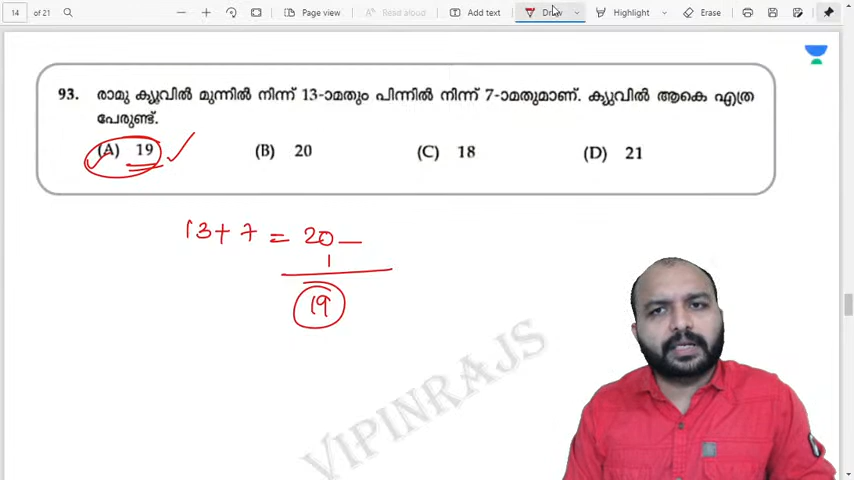 14 of 21 Page view Read aloud Add text Draw Highlight Erase
93. രാമു ക്യൂവിൽ മുന്നിൽ നിന്ന് 13-ാമതും പിന്നിൽ നിന്ന് 7-ാമതുമാണ്. ക്യുവിൽ ആകെ എത്ര
പേരുണ്ട്.
(A) 19 (B) 20 (C) 18 (D) 21
13+ 7 = 20 —
1
19
VIPINRAJS